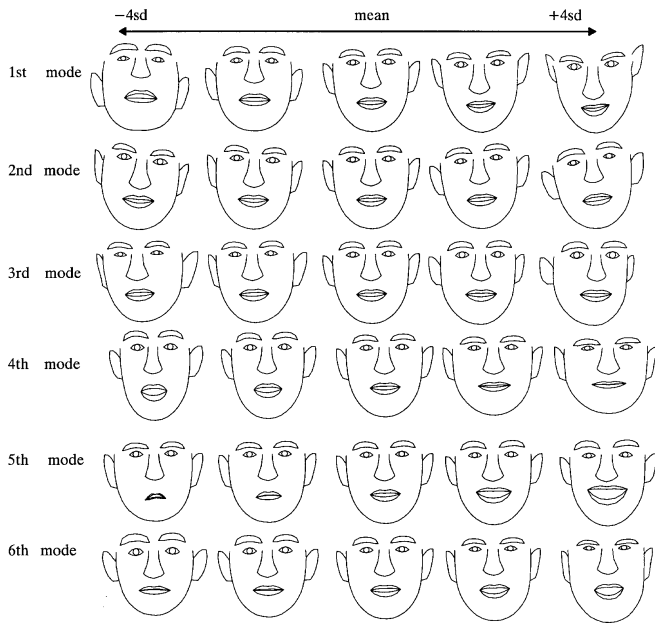 −4sd mean +4sd
1st mode
2nd mode
3rd mode
4th mode
5th mode
6th mode